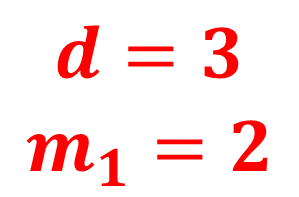 d = 3
m₁ = 2